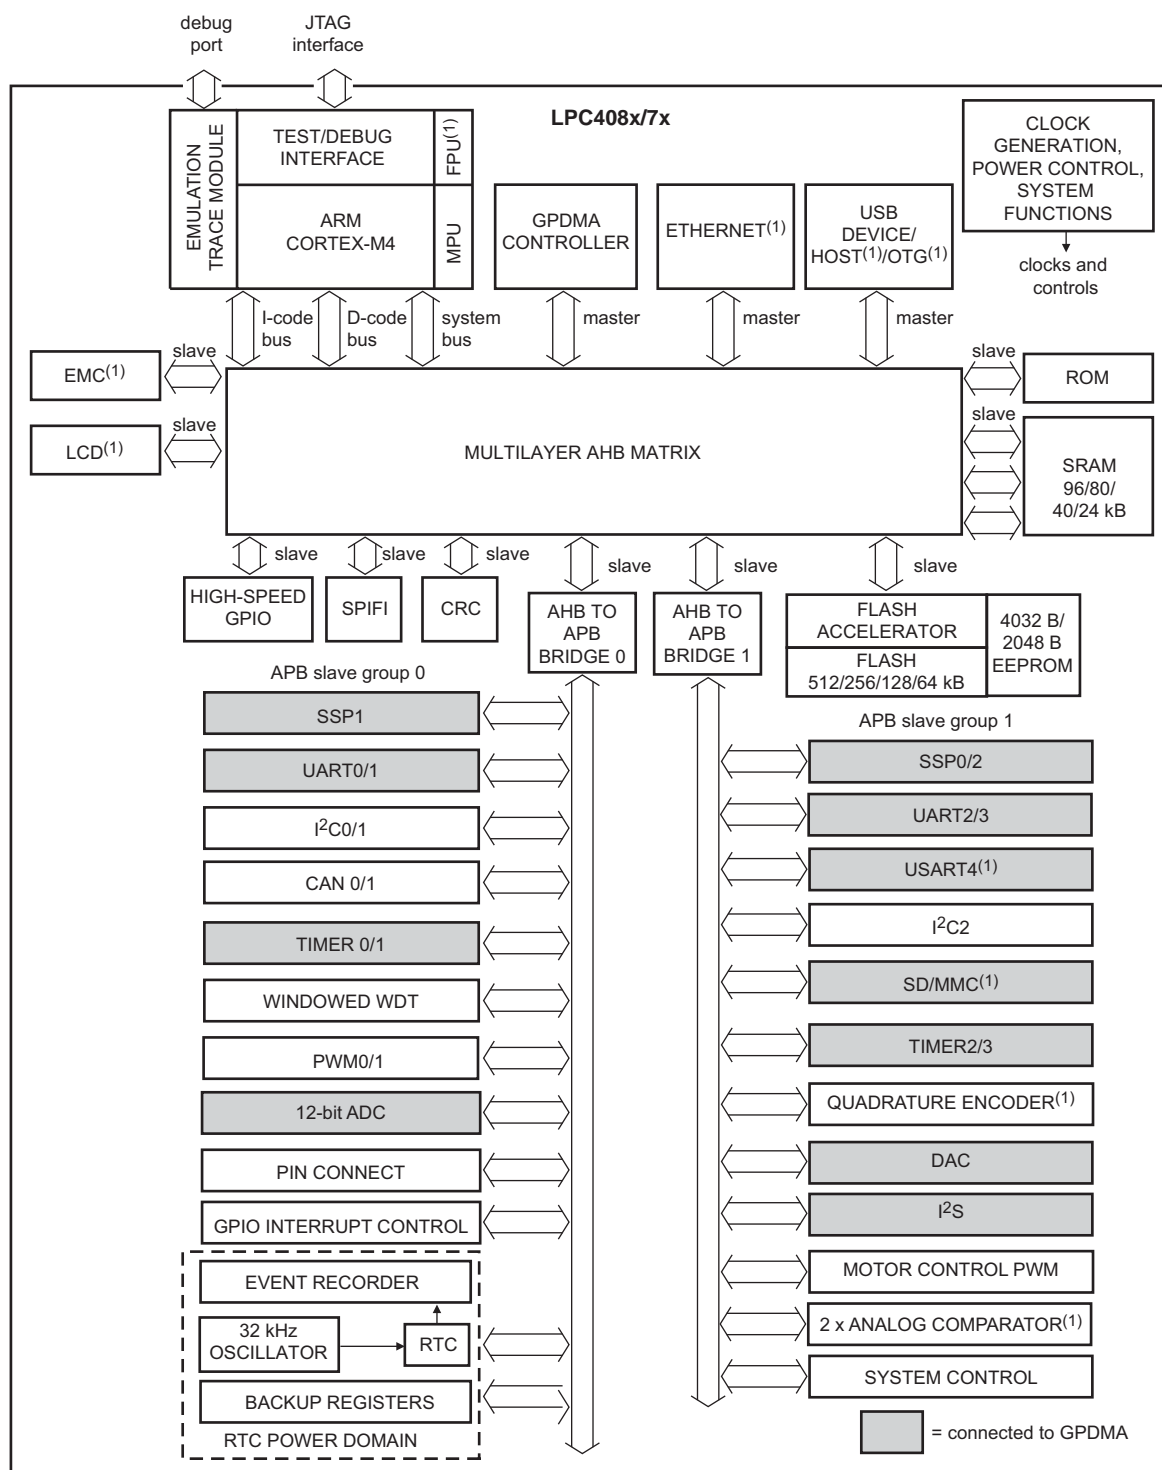 debug
port
JTAG
interface
LPC408x/7x
EMULATION
TRACE MODULE
TEST/DEBUG
INTERFACE
FPU(1)
ARM
CORTEX-M4
MPU
GPDMA
CONTROLLER
ETHERNET(1)
USB
DEVICE/
HOST(1)/OTG(1)
CLOCK
GENERATION,
POWER CONTROL,
SYSTEM
FUNCTIONS
clocks and
controls
I-code
bus
D-code
bus
system
bus
master
master
master
EMC(1)
slave
LCD(1)
slave
MULTILAYER AHB MATRIX
slave
ROM
slave
SRAM
96/80/
40/24 kB
slave
slave
slave
slave
slave
slave
HIGH-SPEED
GPIO
SPIFI
CRC
AHB TO
APB
BRIDGE 0
AHB TO
APB
BRIDGE 1
FLASH
ACCELERATOR
FLASH
512/256/128/64 kB
4032 B/
2048 B
EEPROM
APB slave group 0
SSP1
UART0/1
I2C0/1
CAN 0/1
TIMER 0/1
WINDOWED WDT
PWM0/1
12-bit ADC
PIN CONNECT
GPIO INTERRUPT CONTROL
EVENT RECORDER
32 kHz
OSCILLATOR
RTC
BACKUP REGISTERS
RTC POWER DOMAIN
APB slave group 1
SSP0/2
UART2/3
USART4(1)
I2C2
SD/MMC(1)
TIMER2/3
QUADRATURE ENCODER(1)
DAC
I2S
MOTOR CONTROL PWM
2 x ANALOG COMPARATOR(1)
SYSTEM CONTROL
= connected to GPDMA